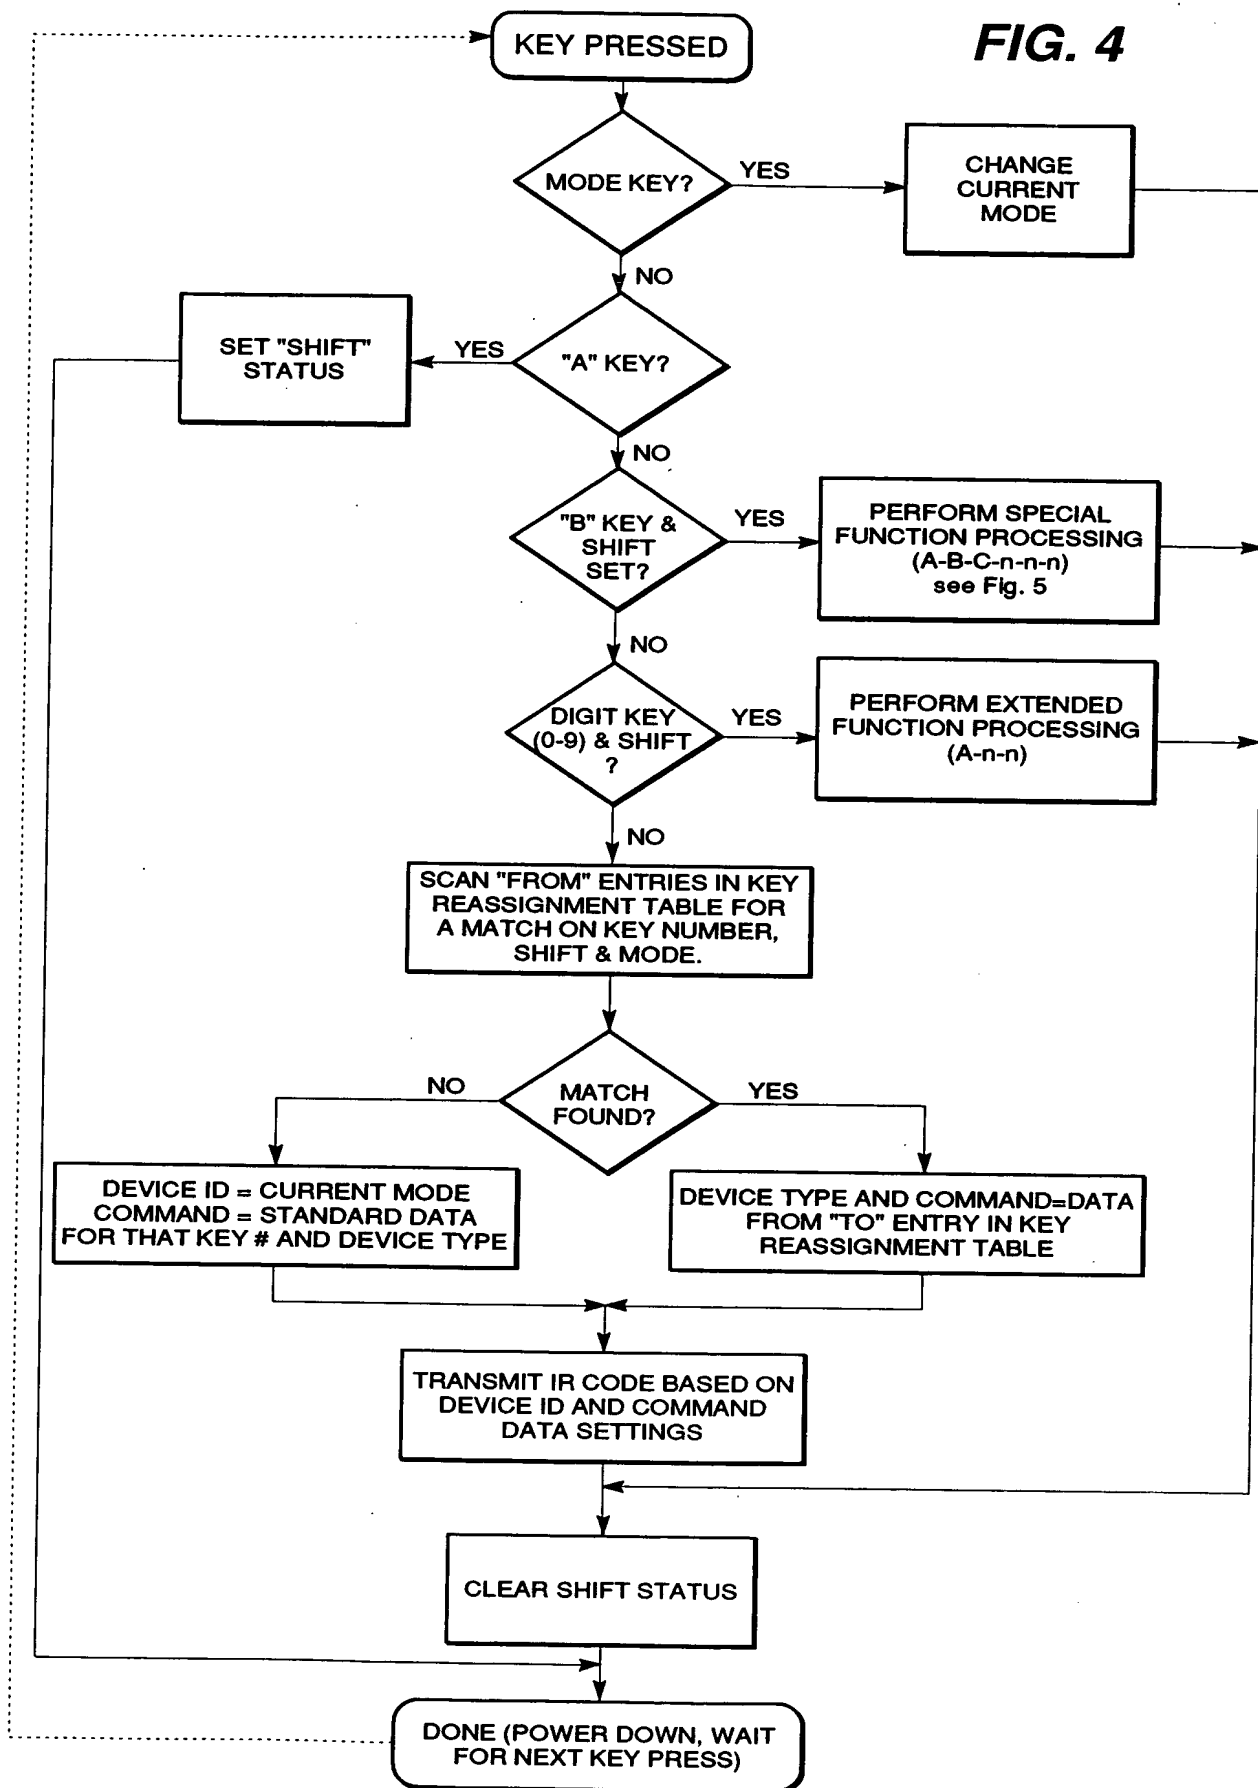 FIG. 4
KEY PRESSED
MODE KEY?
YES
CHANGE
CURRENT
MODE
NO
"A" KEY?
YES
SET "SHIFT"
STATUS
NO
"B" KEY &
SHIFT
SET?
YES
PERFORM SPECIAL
FUNCTION PROCESSING
(A-B-C-n-n-n)
see Fig. 5
NO
DIGIT KEY
(0-9) & SHIFT
?
YES
PERFORM EXTENDED
FUNCTION PROCESSING
(A-n-n)
NO
SCAN "FROM" ENTRIES IN KEY
REASSIGNMENT TABLE FOR
A MATCH ON KEY NUMBER,
SHIFT & MODE.
MATCH
FOUND?
NO
YES
DEVICE ID = CURRENT MODE
COMMAND = STANDARD DATA
FOR THAT KEY # AND DEVICE TYPE
DEVICE TYPE AND COMMAND=DATA
FROM "TO" ENTRY IN KEY
REASSIGNMENT TABLE
TRANSMIT IR CODE BASED ON
DEVICE ID AND COMMAND
DATA SETTINGS
CLEAR SHIFT STATUS
DONE (POWER DOWN, WAIT
FOR NEXT KEY PRESS)